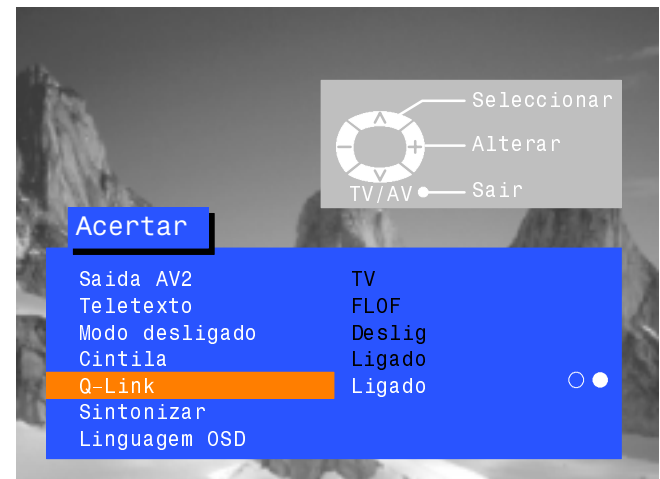 Seleccionar
Alterar
TV/AV Sair
Acertar
Saida AV2 TV
Teletexto FLOF
Modo desligado Deslig
Cintila Ligado
Q-Link Ligado
Sintonizar
Linguagem OSD